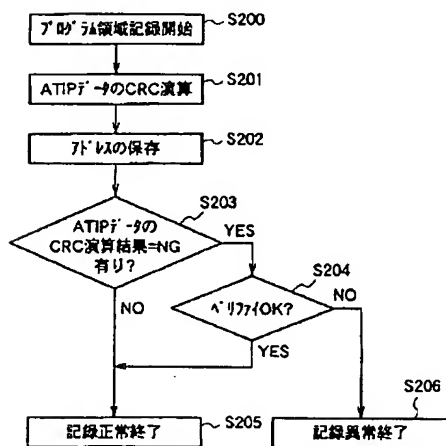 プログラム領域記録開始
S200
ATIPデータのCRC演算
S201
アドレスの保存
S202
ATIPデータの
CRC演算結果=NG
有り?
S203
YES
NO
ベリファイOK?
S204
NO
YES
記録正常終了
S205
記録異常終了
S206